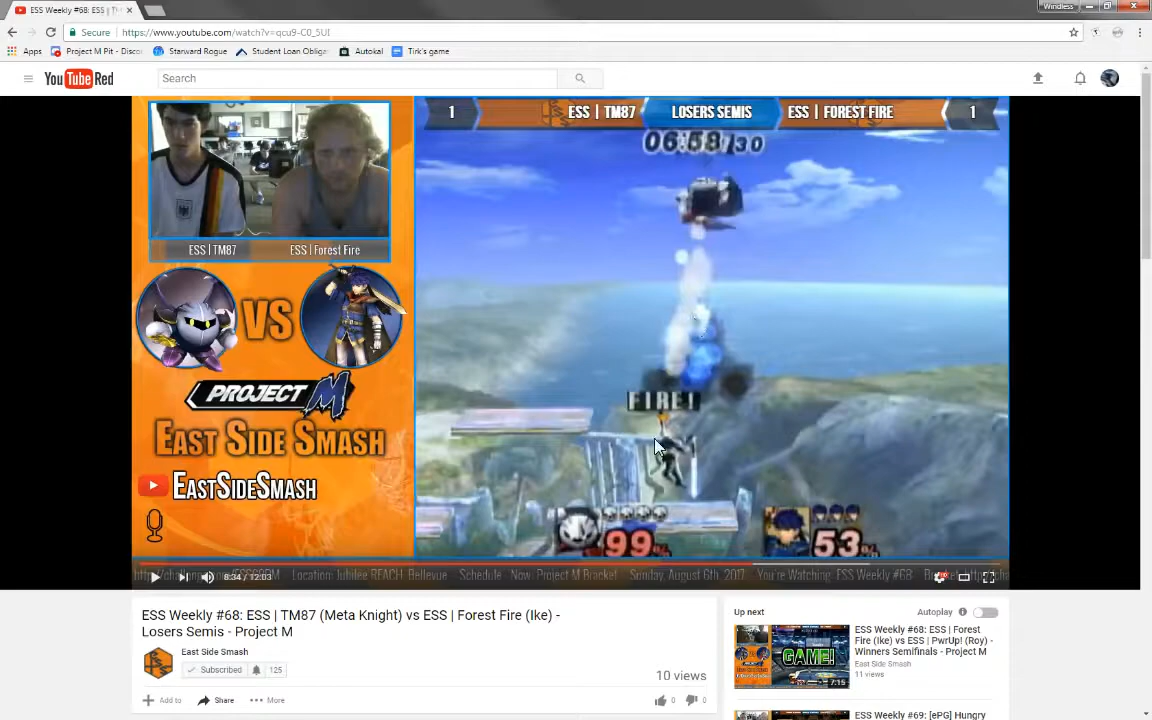 ESS Weekly #68: ESS | TM
Windless
Secure
https://www.youtube.com/watch?v=qcu9-C0_5UI
Apps
Project M Pit - Discor
Starward Rogue
Student Loan Obliga
Autokal
Tirk's game
YouTube Red
Search
1
ESS | TM87
LOSERS SEMIS
ESS | FOREST FIRE
1
06:59/30
ESS | TM87
ESS | Forest Fire
VS
FIRE!
PROJECT M
EAST SIDE SMASH
EASTSIDESMASH
99%
53%
8:34 / 12:03
Location: Jubilee REACH, Bellevue
Schedule
Now: Project M Bracket
Sunday, August 6th, 2017
You're Watching: ESS Weekly #68
ESS Weekly #68: ESS | TM87 (Meta Knight) vs ESS | Forest Fire (Ike) -
Losers Semis - Project M
East Side Smash
Subscribed
125
10 views
Add to
Share
More
0
0
Up next
Autoplay
GAME!
7:15
ESS Weekly #68: ESS | Forest
Fire (Ike) vs ESS | PwrUp! (Roy) -
Winners Semifinals - Project M
East Side Smash
11 views
ESS Weekly #69: [ePG] Hungry